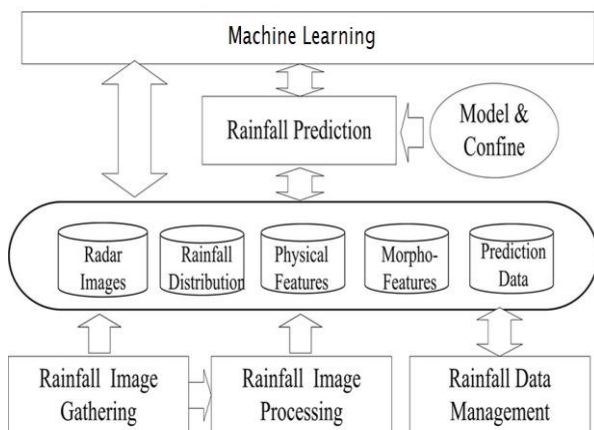 Machine Learning
Rainfall Prediction
Model &
Confine
Radar
Images
Rainfall
Distribution
Physical
Features
Morpho-
Features
Prediction
Data
Rainfall Image
Gathering
Rainfall Image
Processing
Rainfall Data
Management